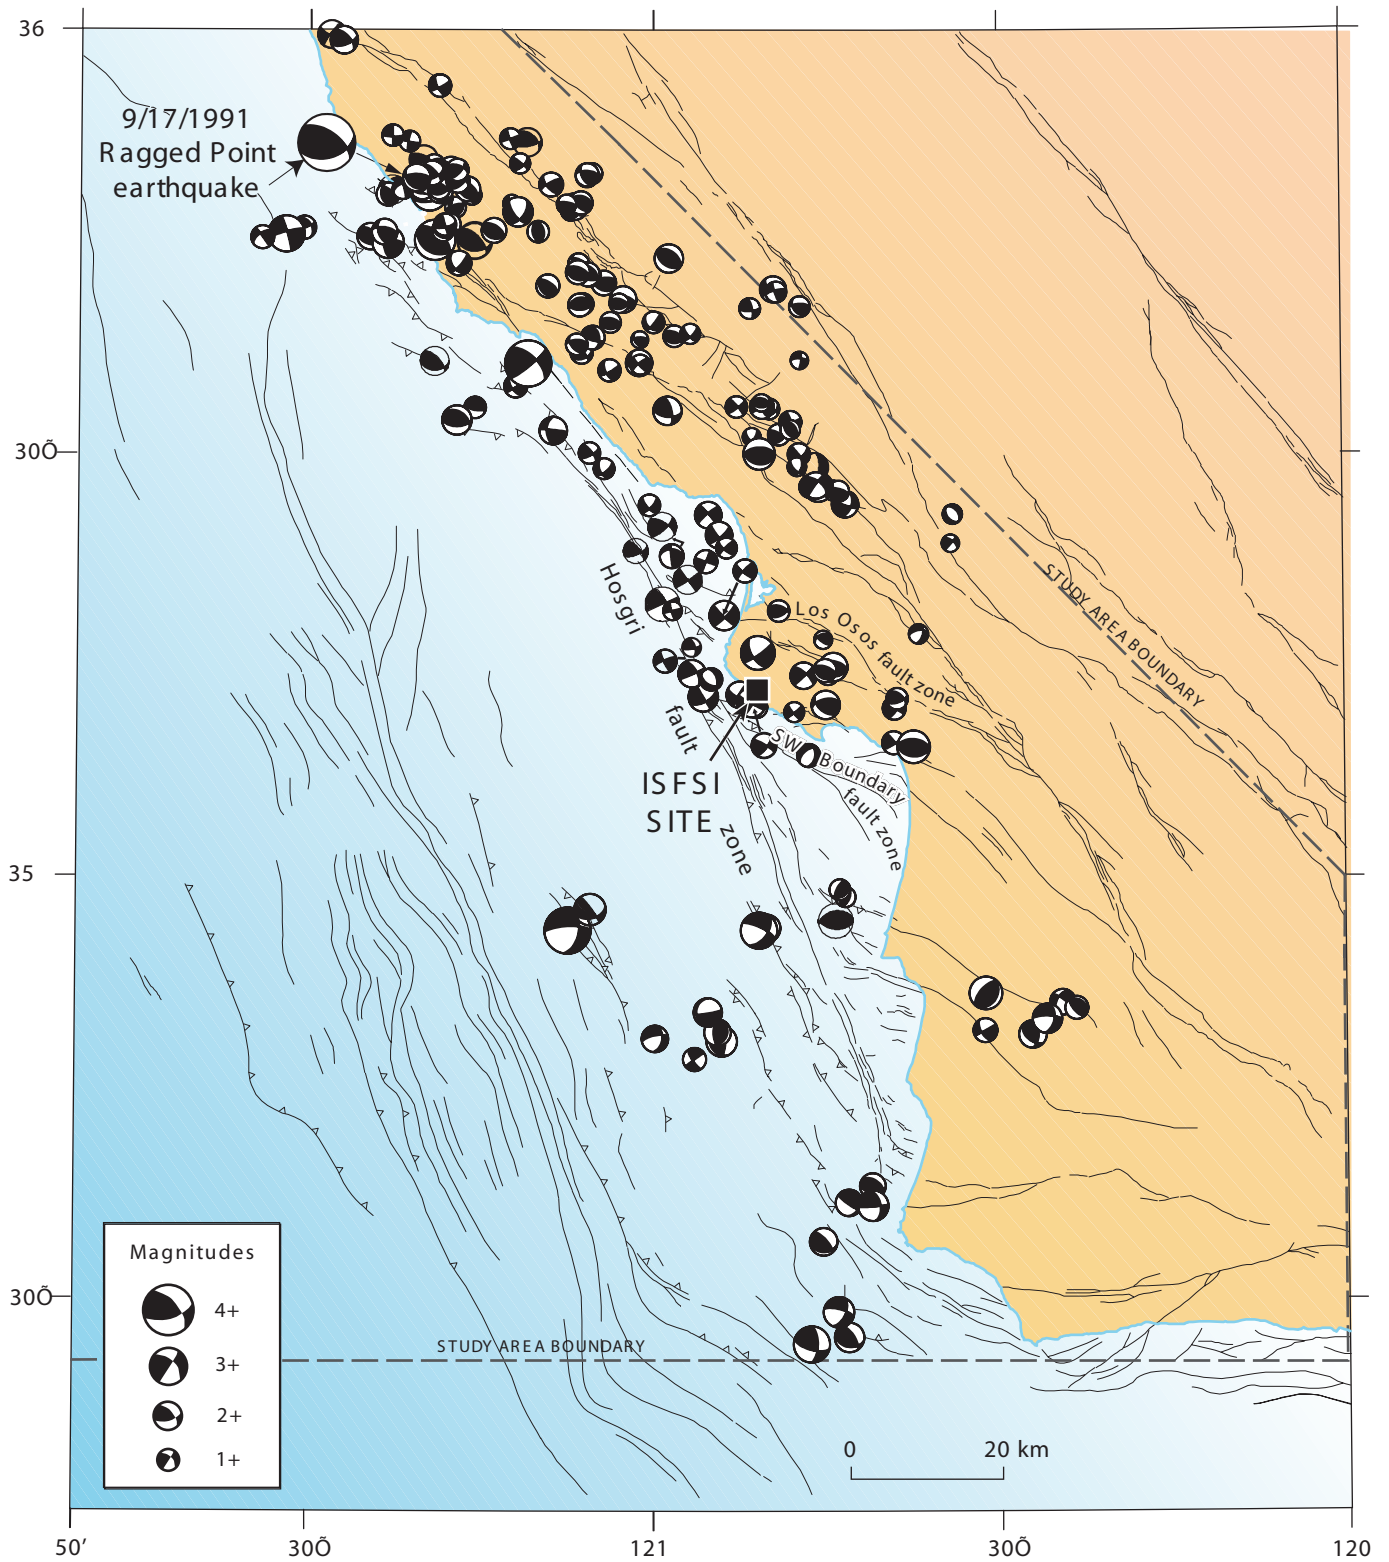 36
9/17/1991
Ragged Point
earthquake
30Õ
STUDY AREA BOUNDARY
Hosgri
fault
zone
Los Osos fault zone
SW Boundary
fault zone
ISFSI
SITE
35
Magnitudes
4+
3+
2+
1+
30Õ
STUDY AREA BOUNDARY
0 20 km
50′ 30Õ 121 30Õ 120